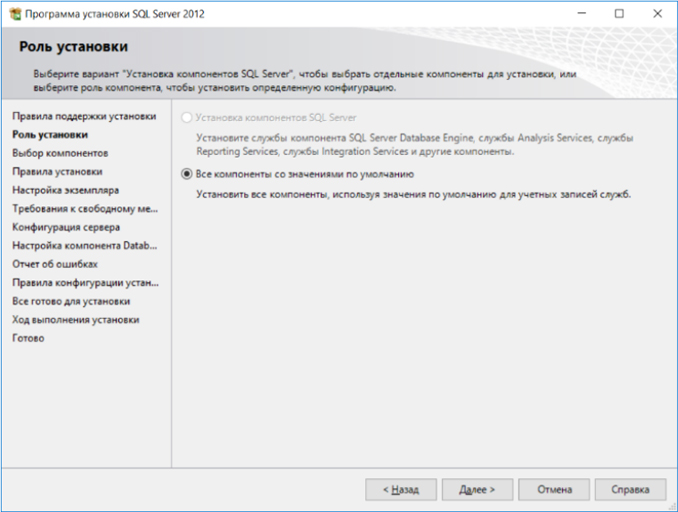 Программа установки SQL Server 2012
Роль установки
Выберите вариант "Установка компонентов SQL Server", чтобы выбрать отдельные компоненты для установки, или
выберите роль компонента, чтобы установить определенную конфигурацию.
Правила поддержки установки
Роль установки
Выбор компонентов
Правила установки
Настройка экземпляра
Требования к свободному ме...
Конфигурация сервера
Настройка компонента Datab...
Отчет об ошибках
Правила конфигурации устан...
Все готово для установки
Ход выполнения установки
Готово
Установка компонентов SQL Server
Установите службы компонента SQL Server Database Engine, службы Analysis Services, службы
Reporting Services, службы Integration Services и другие компоненты.
Все компоненты со значениями по умолчанию
Установить все компоненты, используя значения по умолчанию для учетных записей служб.
< Назад
Далее >
Отмена
Справка